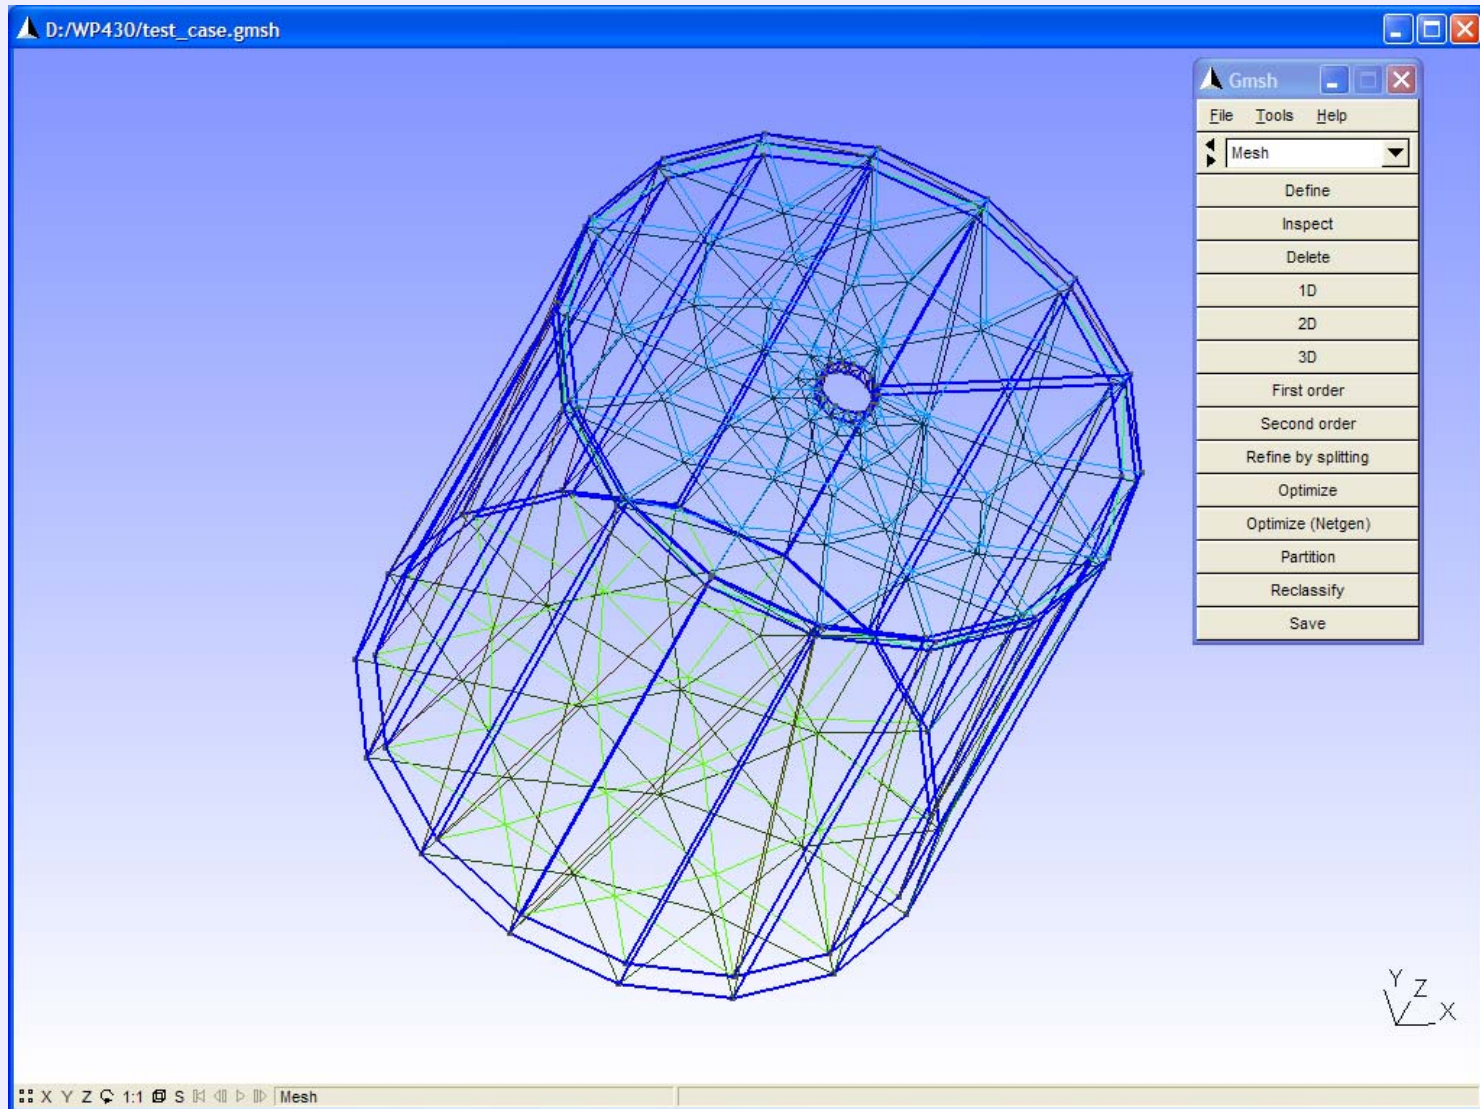 D:/WP430/test_case.gmsh
Gmsh
File Tools Help
Mesh
Define
Inspect
Delete
1D
2D
3D
First order
Second order
Refine by splitting
Optimize
Optimize (Netgen)
Partition
Reclassify
Save
Y
Z
X
X Y Z 1:1 S Mesh